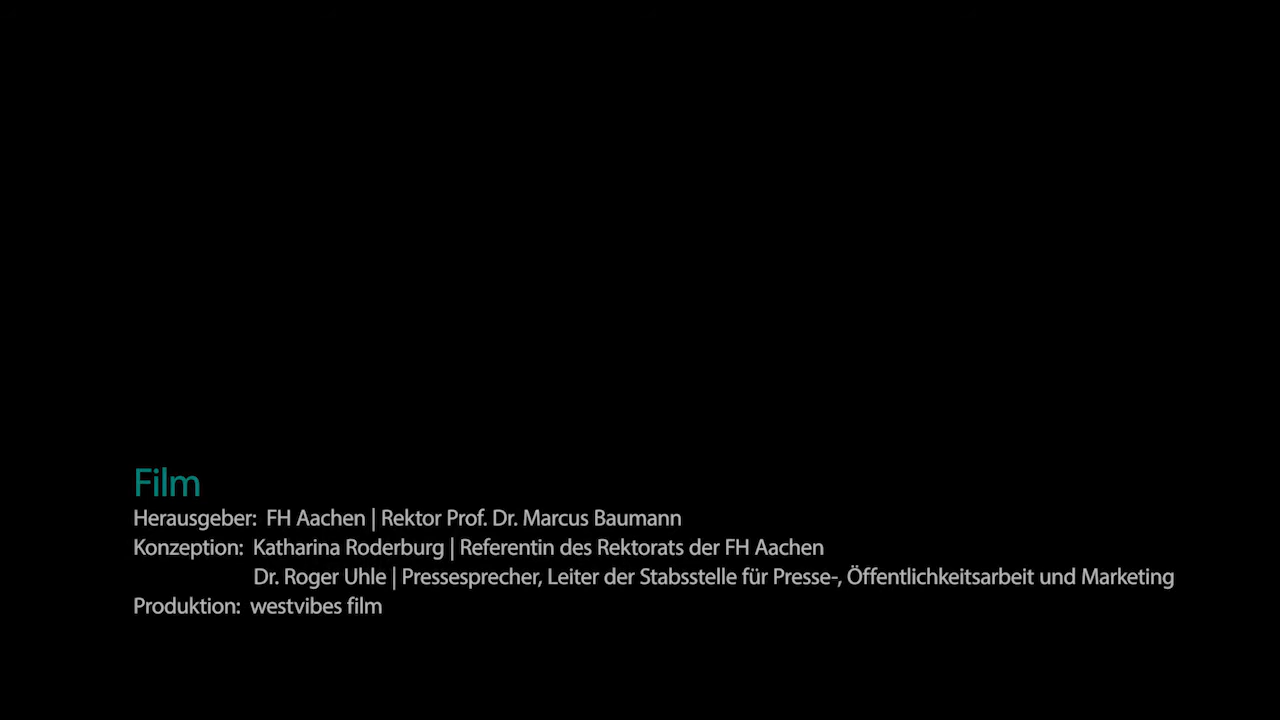 Film
Herausgeber: FH Aachen | Rektor Prof. Dr. Marcus Baumann
Konzeption: Katharina Roderburg | Referentin des Rektorats der FH Aachen
Dr. Roger Uhle | Pressesprecher, Leiter der Stabsstelle für Presse-, Öffentlichkeitsarbeit und Marketing
Produktion: westvibes film